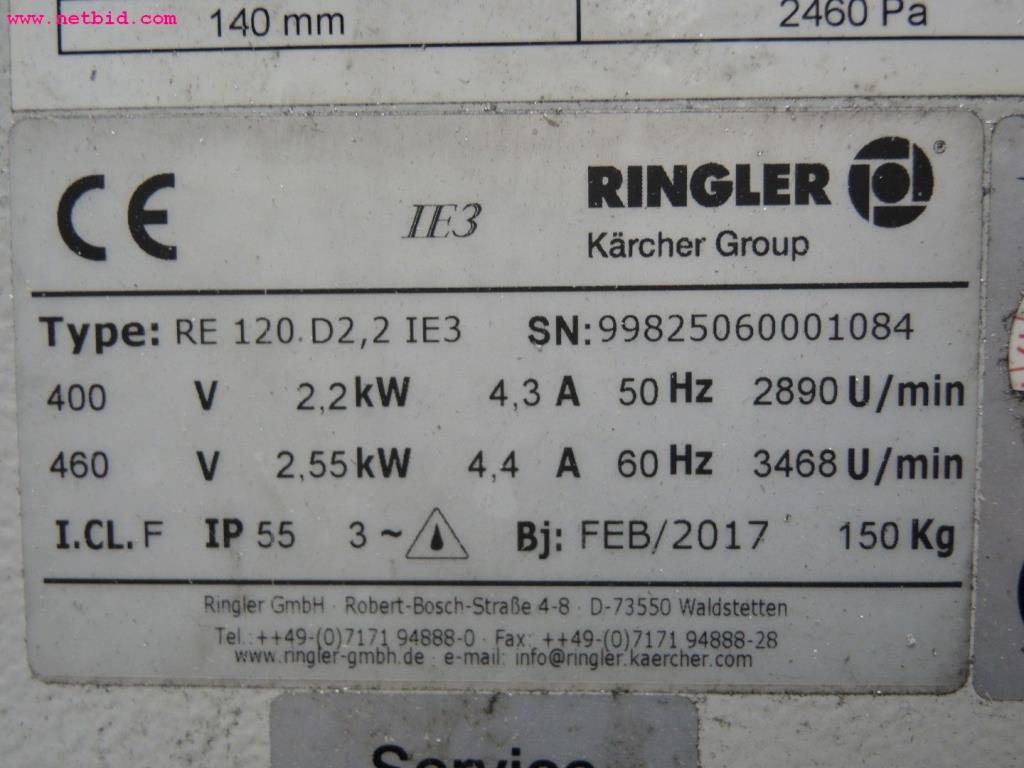 www.netbid.com
140 mm 2460 Pa
CE IE3 RINGLER ®
Kärcher Group
Type: RE 120 D2,2 IE3 SN: 99825060001084
400 V 2,2 kW 4,3 A 50 Hz 2890 U/min
460 V 2,55 kW 4,4 A 60 Hz 3468 U/min
I.CL. F IP 55 3 ~ Bj: FEB/2017 150 Kg
Ringler GmbH · Robert-Bosch-Straße 4-8 · D-73550 Waldstetten
Tel.: ++49-(0)7171 94888-0 · Fax: ++49-(0)7171 94888-28
www.ringler-gmbh.de · e-mail: info@ringler.kaercher.com
Service